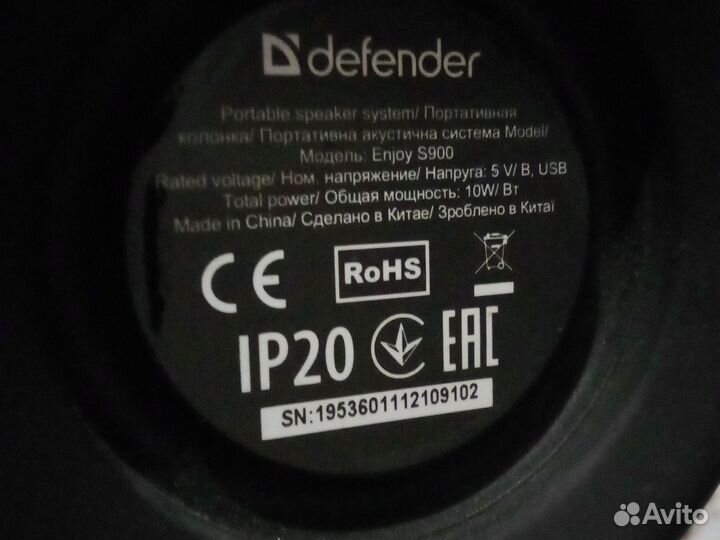 defender
Portable speaker system/ Портативная
колонка/ Портативна акустична система Model/
Модель: Enjoy S900
Rated voltage/ Ном. напряжение/ Напруга: 5 V/ В, USB
Total power/ Общая мощность: 10W/ Вт
Made in China/ Сделано в Китае/ Зроблено в Китаї
CE RoHS
IP20 EAC
SN:1953601112109102
Avito